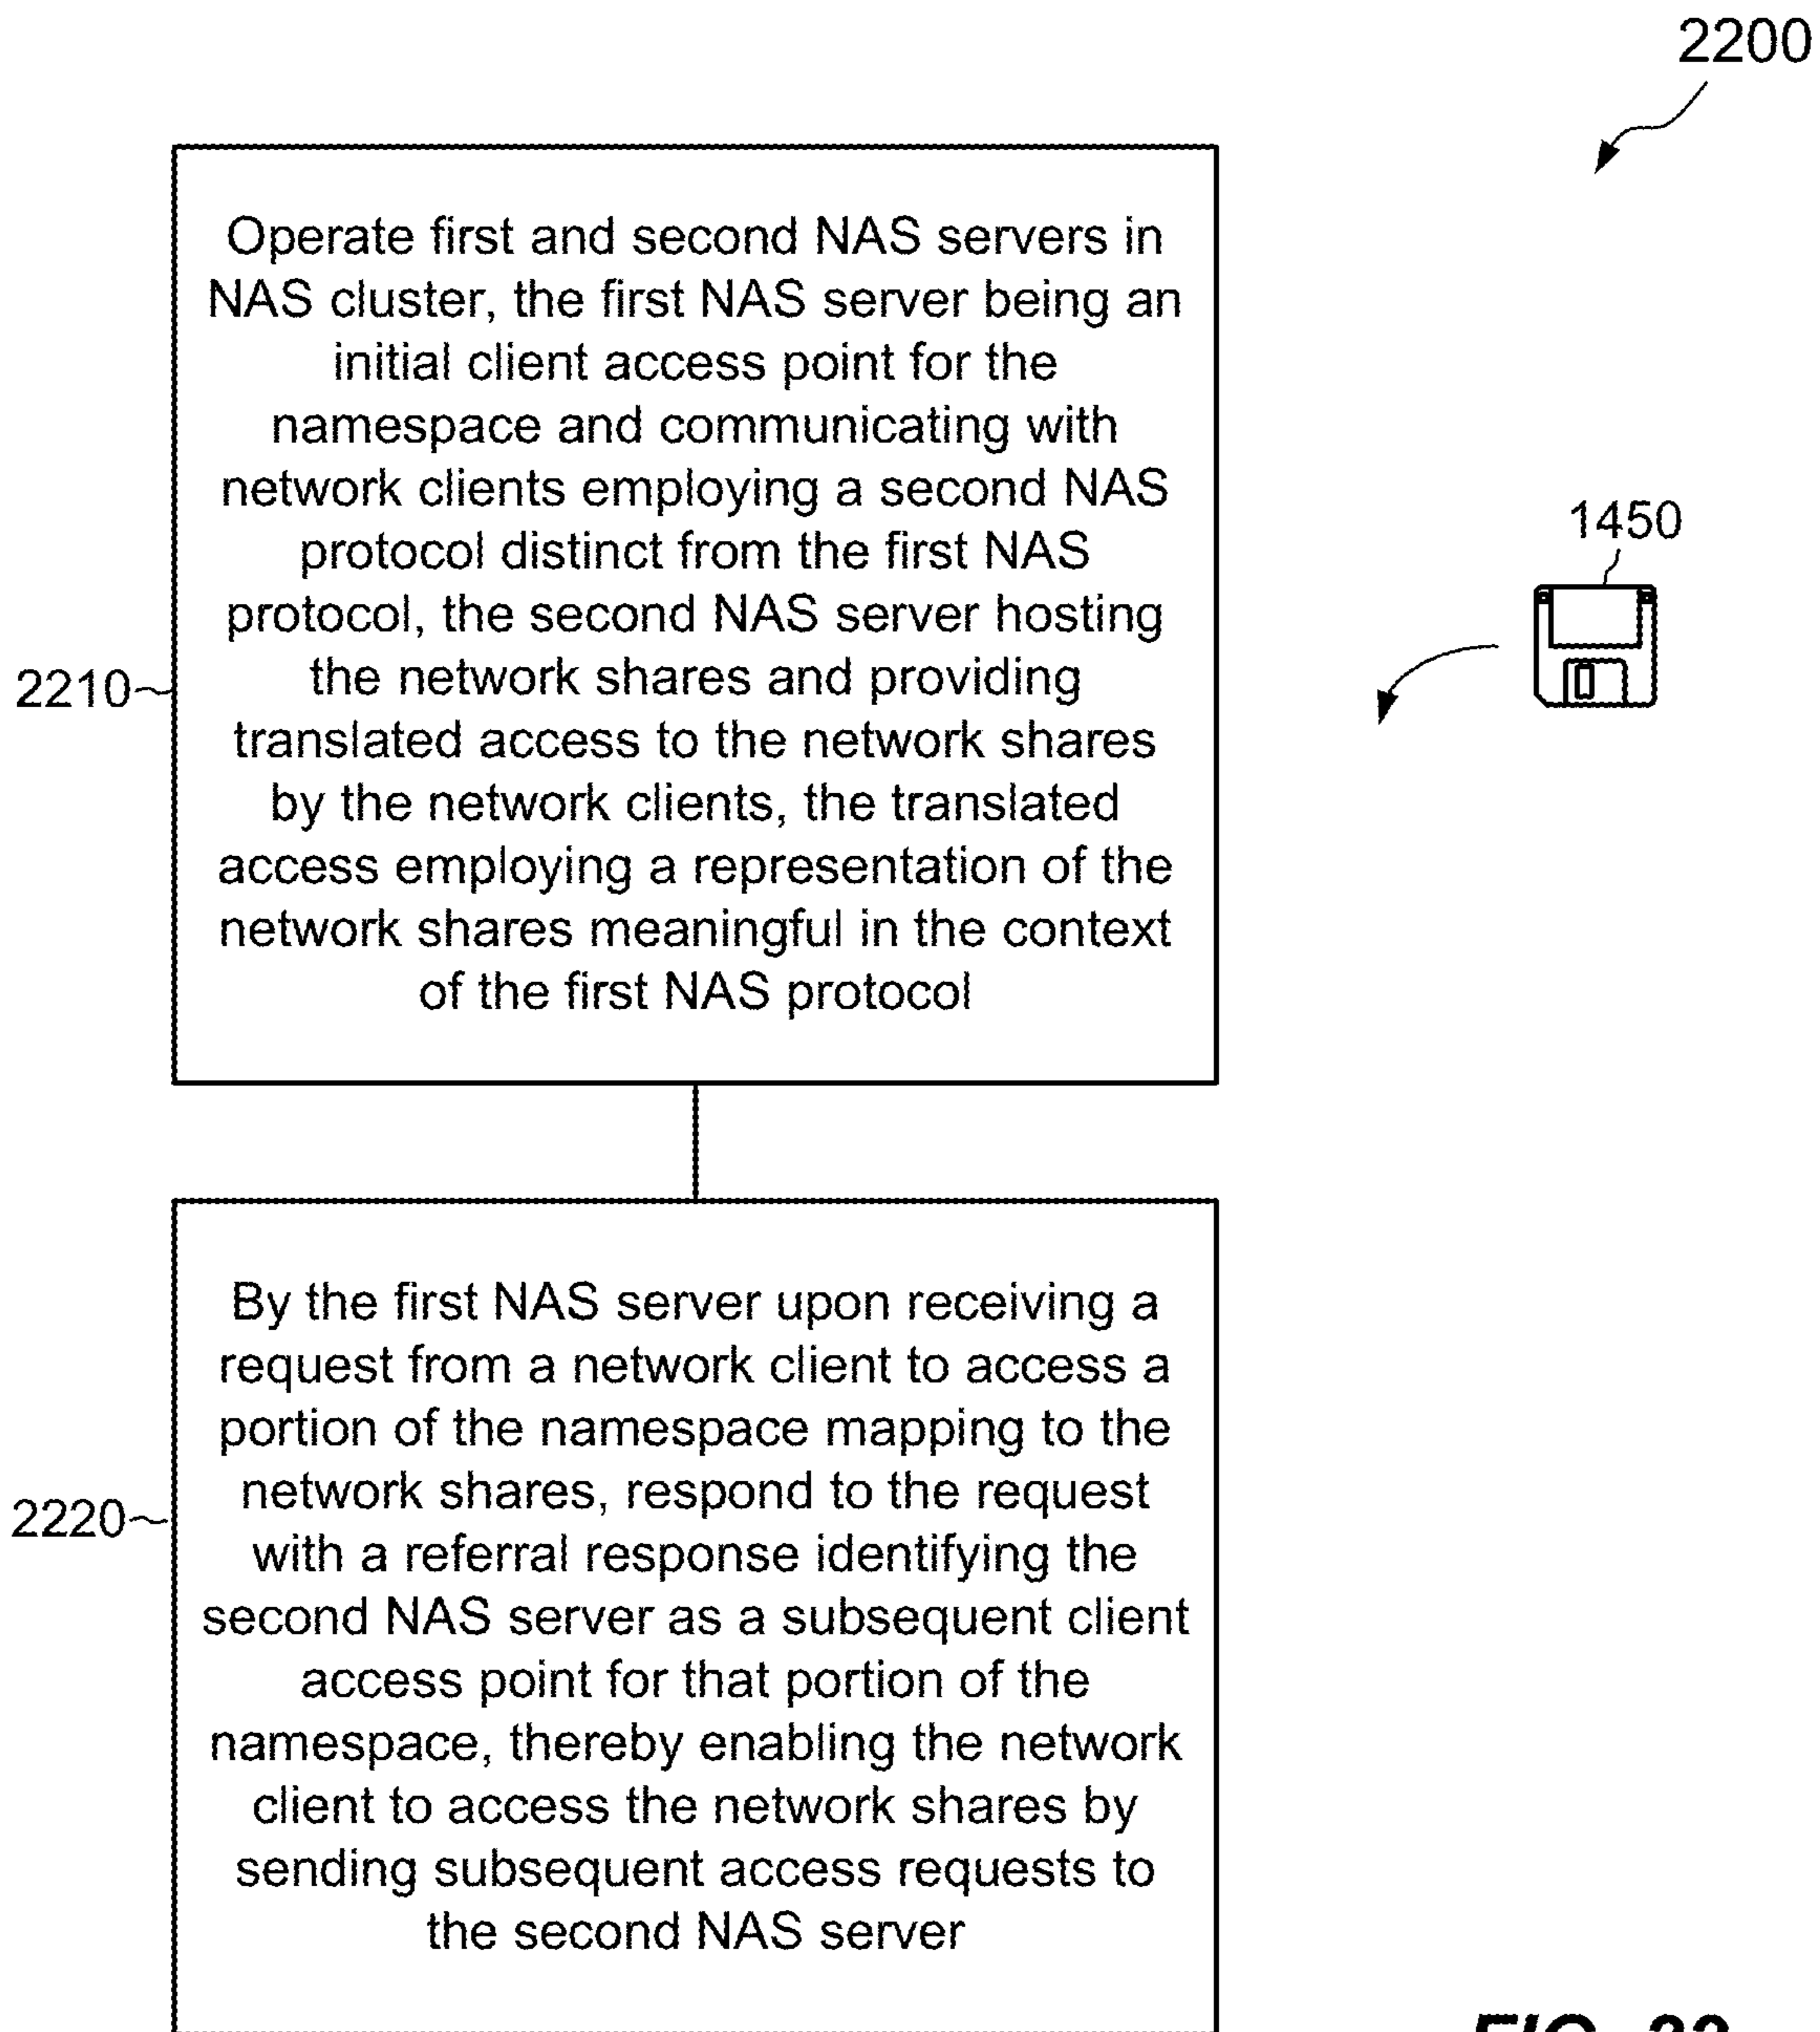 2200
Operate first and second NAS servers in
NAS cluster, the first NAS server being an
initial client access point for the
namespace and communicating with
network clients employing a second NAS
protocol distinct from the first NAS
protocol, the second NAS server hosting
the network shares and providing
translated access to the network shares
by the network clients, the translated
access employing a representation of the
network shares meaningful in the context
of the first NAS protocol
2210
1450
By the first NAS server upon receiving a
request from a network client to access a
portion of the namespace mapping to the
network shares, respond to the request
with a referral response identifying the
second NAS server as a subsequent client
access point for that portion of the
namespace, thereby enabling the network
client to access the network shares by
sending subsequent access requests to
the second NAS server
2220
FIG. 22